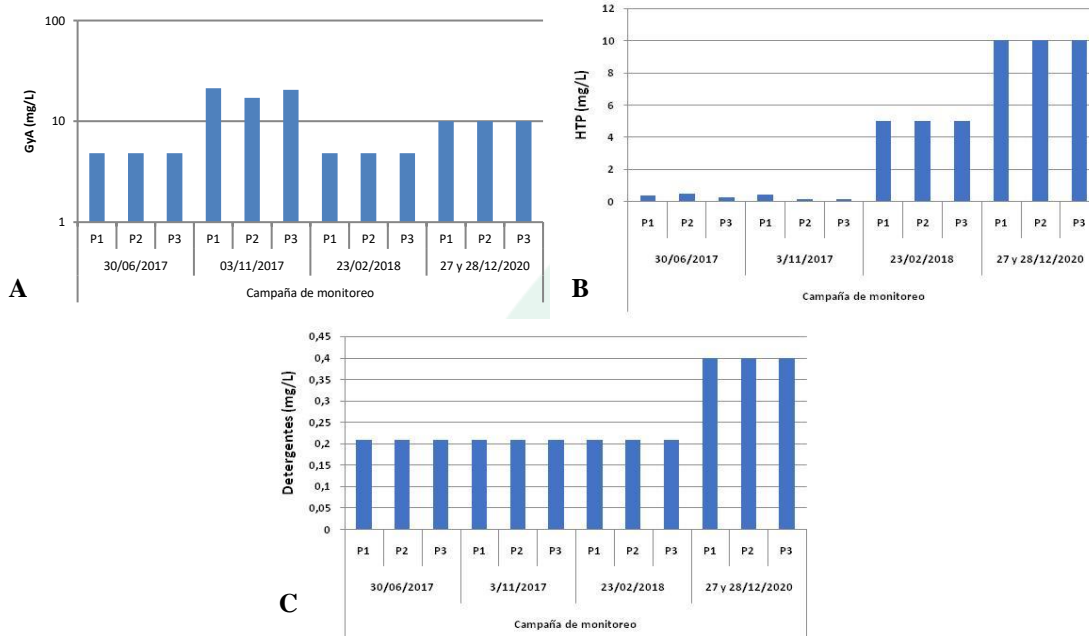 100
10
1
GyA (mg/L)
P1 P2 P3 P1 P2 P3 P1 P2 P3 P1 P2 P3
30/06/2017 03/11/2017 23/02/2018 27 y 28/12/2020
Campaña de monitoreo
A
12
10
8
6
4
2
0
HTP (mg/L)
P1 P2 P3 P1 P2 P3 P1 P2 P3 P1 P2 P3
30/06/2017 3/11/2017 23/02/2018 27 y 28/12/2020
Campaña de monitoreo
B
0,45
0,4
0,35
0,3
0,25
0,2
0,15
0,1
0,05
0
Detergentes (mg/L)
P1 P2 P3 P1 P2 P3 P1 P2 P3 P1 P2 P3
30/06/2017 3/11/2017 23/02/2018 27 y 28/12/2020
Campaña de monitoreo
C